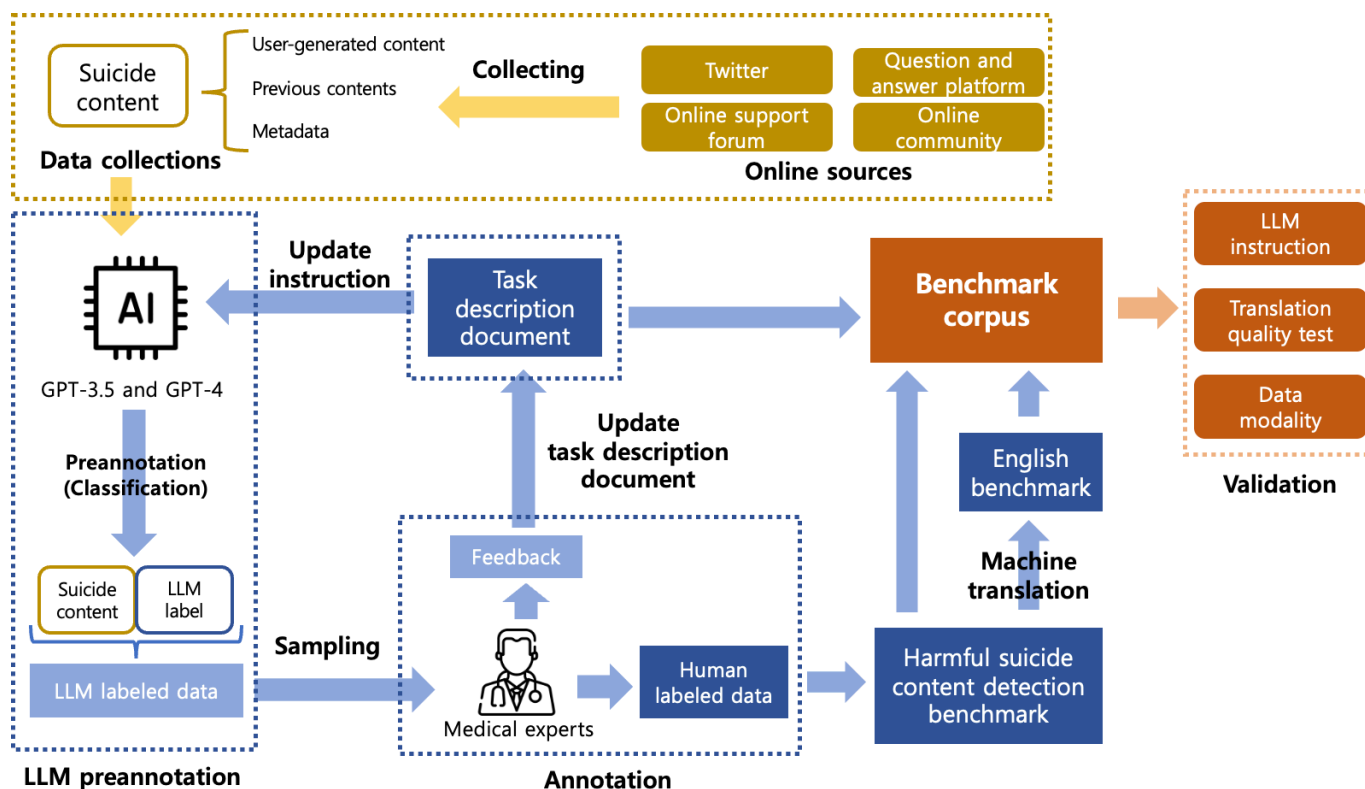 Suicide
content
User-generated content
Previous contents
Metadata
Collecting
Twitter
Question and
answer platform
Online support
forum
Online
community
Data collections
Online sources
Update
instruction
Task
description
document
Benchmark
corpus
LLM
instruction
Translation
quality test
Data
modality
Validation
AI
GPT-3.5 and GPT-4
Preannotation
(Classification)
Update
task description
document
English
benchmark
Feedback
Machine
translation
Suicide
content
LLM
label
Sampling
LLM labeled data
Medical experts
Human
labeled data
Harmful suicide
content detection
benchmark
LLM preannotation
Annotation